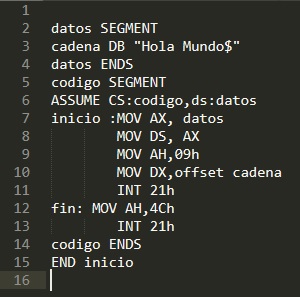 1
2 datos SEGMENT
3 cadena DB "Hola Mundo$"
4 datos ENDS
5 codigo SEGMENT
6 ASSUME CS:codigo,ds:datos
7 inicio :MOV AX, datos
8         MOV DS, AX
9         MOV AH,09h
10         MOV DX,offset cadena
11         INT 21h
12 fin: MOV AH,4Ch
13         INT 21h
14 codigo ENDS
15 END inicio
16